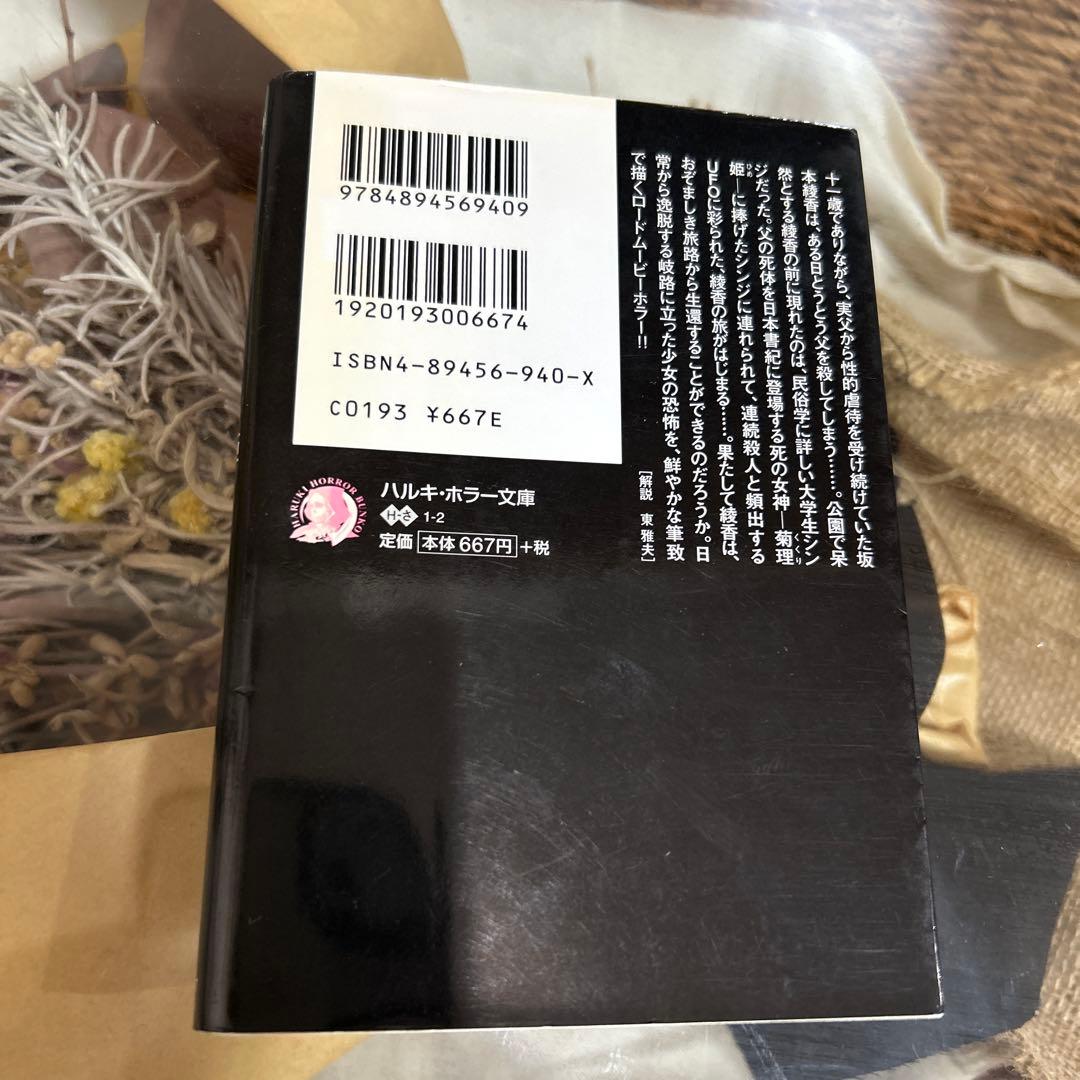 9784894569409
1920193006674
ISBN4-89456-940-X
C0193 ¥667E
HARUKI HORROR BUNKO
ハルキ・ホラー文庫
H-さ 1-2
定価 本体667円+税
十一歳でありながら、実父から性的虐待を受け続けていた坂
本綾香は、ある日とうとう父を殺してしまう……。公園で呆
然とする綾香の前に現れたのは、民俗学に詳しい大学生シン
ジだった。父の死体を日本書紀に登場する死の女神―菊理
くくり
姫―に捧げたシンジに連れられて、連続殺人と頻出する
ひめ
UFOに彩られた、綾香の旅がはじまる……。果たして綾香は、
おぞましき旅路から生還することができるのだろうか。日
常から逸脱する岐路に立った少女の恐怖を、鮮やかな筆致
で描くロードムービーホラー!!
[解説 東雅夫]